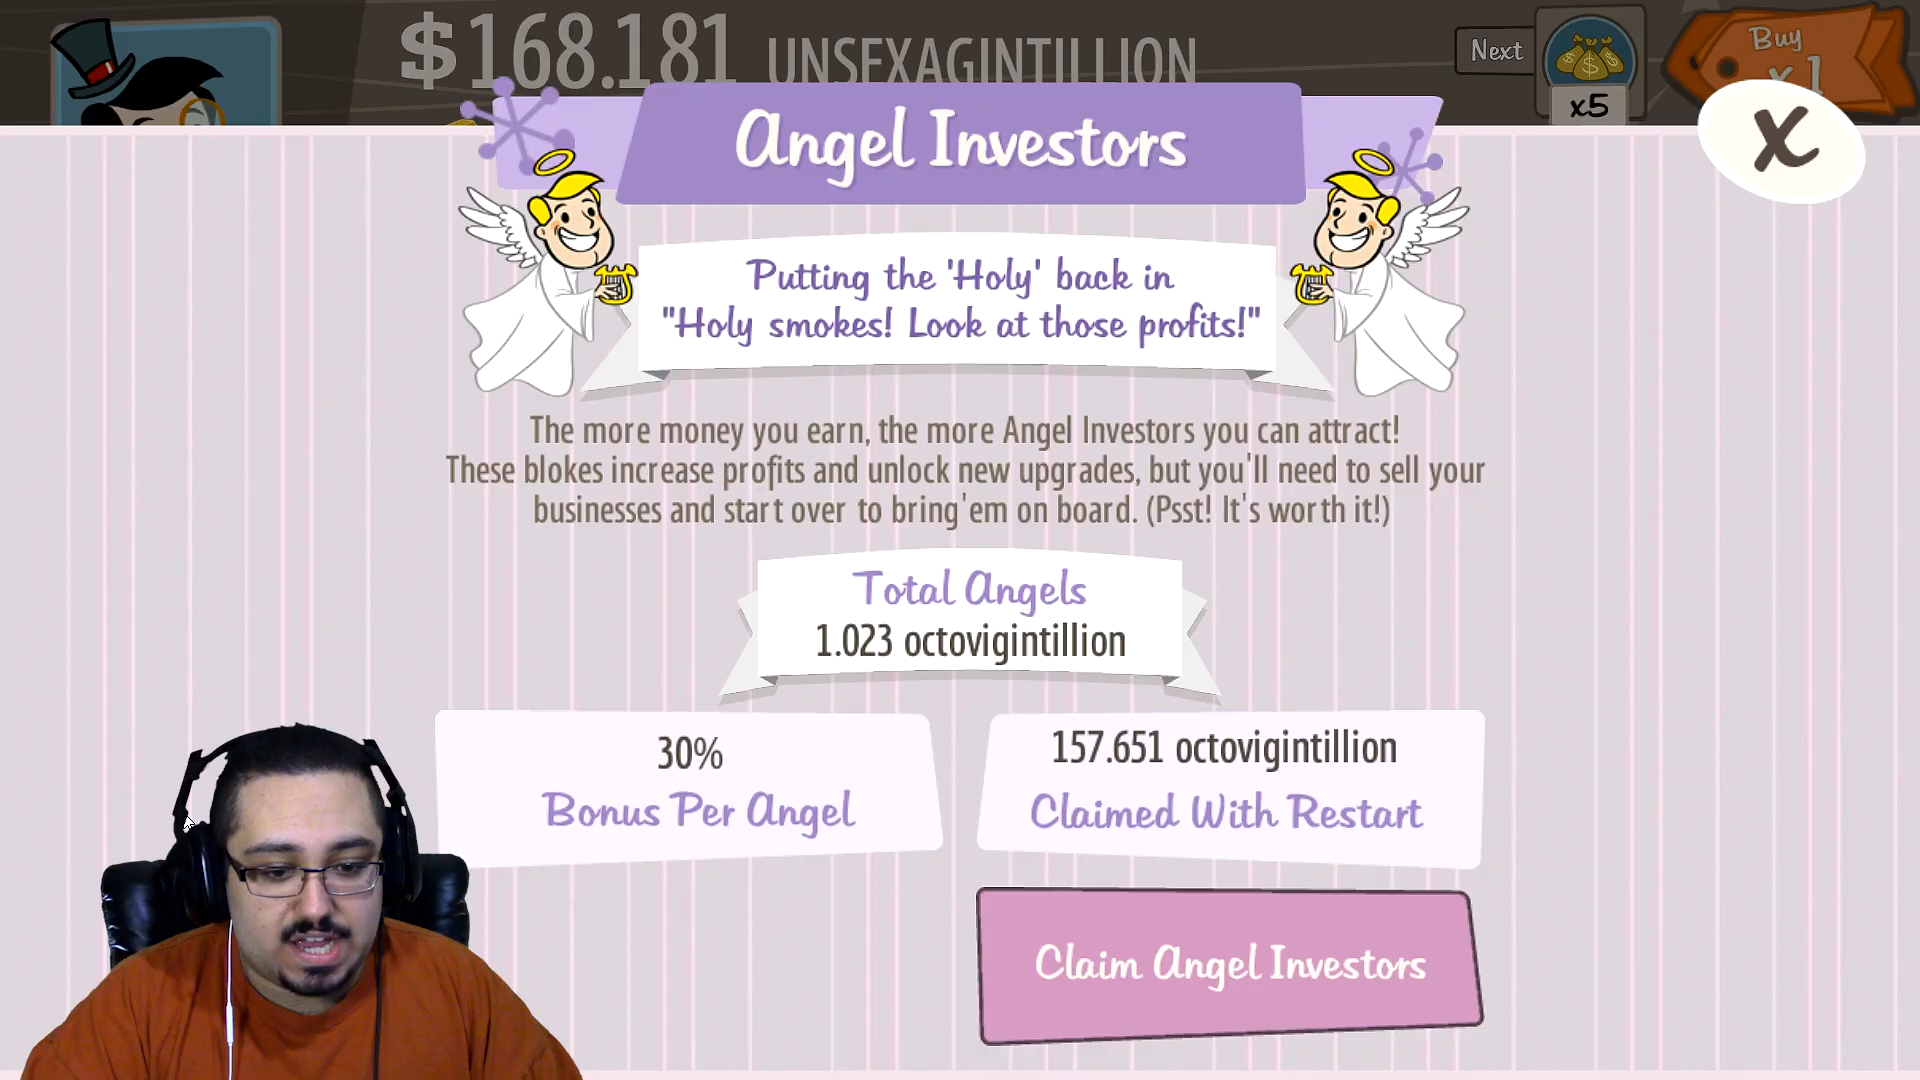 $168.181 UNSEXAGINTILLION
Next
x5
Buy
x 1
Angel Investors
X
Putting the 'Holy' back in
"Holy smokes! Look at those profits!"
The more money you earn, the more Angel Investors you can attract!
These blokes increase profits and unlock new upgrades, but you'll need to sell your
businesses and start over to bring'em on board. (Psst! It's worth it!)
Total Angels
1.023 octovigintillion
30%
Bonus Per Angel
157.651 octovigintillion
Claimed With Restart
Claim Angel Investors